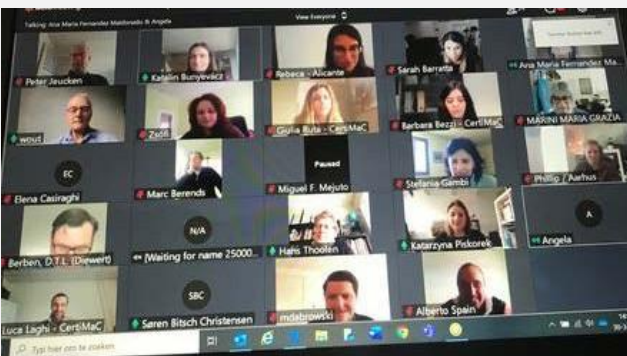 Talking: Ana Maria Fernandez Maldonado & Angela
View Everyone
Peter Jeucken
Katalin Bunyevácz
Rebeca - Alicante
Sarah Barratta
Ana Maria Fernandez Ma...
wout
Zsófi
Giulia Ruta - CertiMaC
Barbara Bezzi - CertiMaC
MARINI MARIA GRAZIA
EC
Paused
Elena Casiraghi
Marc Berends
Miguel F. Mejuto
Stefania Gambi
Phillip / Aarhus
N/A
A
Berben, D.T.L. (Diewert)
[Waiting for name 25000...
Hans Thoolen
Katarzyna Piskorek
Angela
SBC
Luca Laghi - CertiMaC
Søren Bitsch Christensen
mdabrowski
Alberto Spain
Typ hier om te zoeken